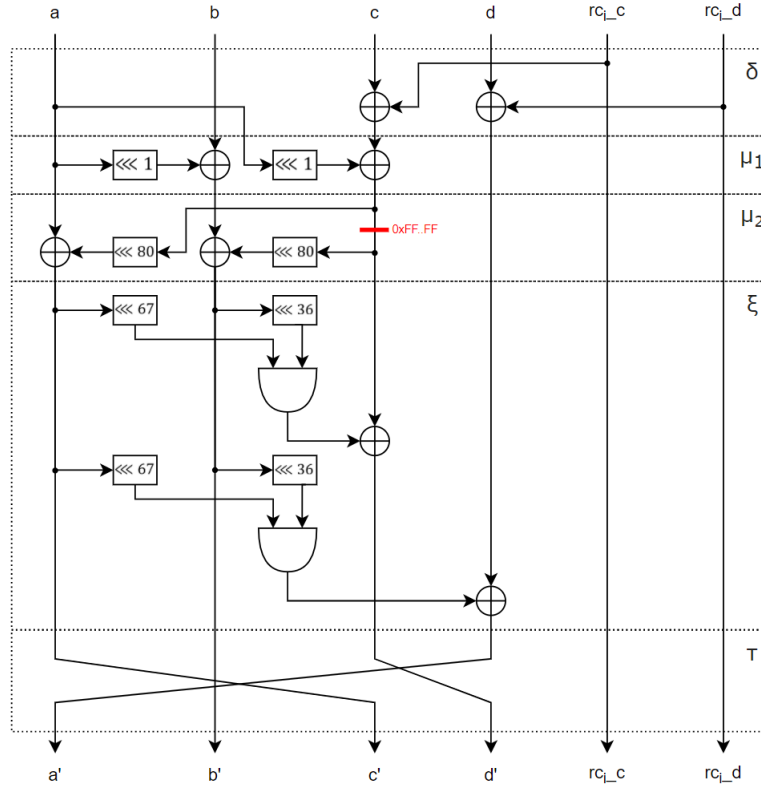 a b c d rcᵢ_c rcᵢ_d
δ
μ₁
<<< 1 <<< 1
μ₂
0xFF..FF
<<< 80 <<< 80
ξ
<<< 67 <<< 36
<<< 67 <<< 36
τ
a' b' c' d' rcᵢ_c rcᵢ_d